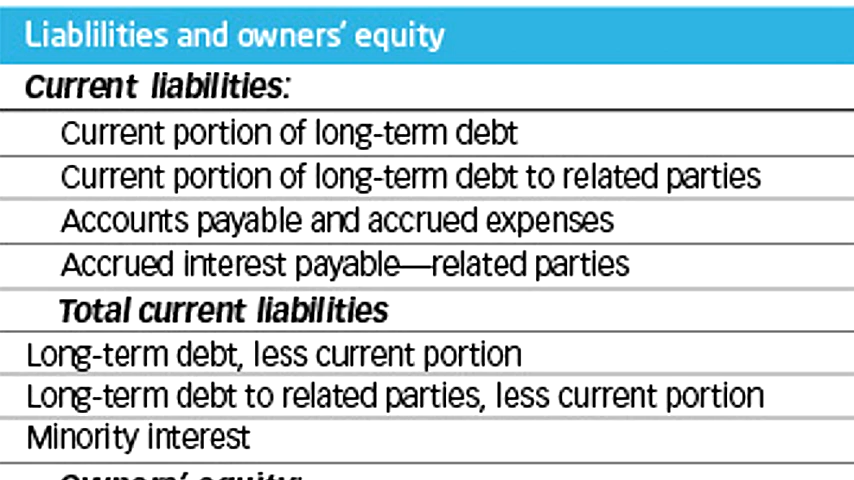 Liablilities and owners' equity
Current liabilities:
Current portion of long-term debt
Current portion of long-term debt to related parties
Accounts payable and accrued expenses
Accrued interest payable—related parties
Total current liabilities
Long-term debt, less current portion
Long-term debt to related parties, less current portion
Minority interest
Owners' equity: